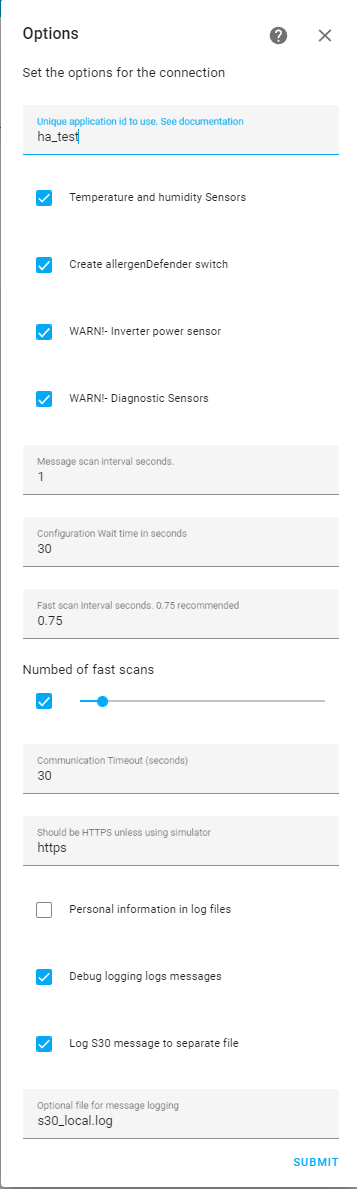 Options
Set the options for the connection
Unique application id to use. See documentation
ha_test
Temperature and humidity Sensors
Create allergenDefender switch
WARN!- Inverter power sensor
WARN!- Diagnostic Sensors
Message scan interval seconds.
1
Configuration Wait time in seconds
30
Fast scan interval seconds. 0.75 recommended
0.75
Numbed of fast scans
Communication Timeout (seconds)
30
Should be HTTPS unless using simulator
https
Personal information in log files
Debug logging logs messages
Log S30 message to separate file
Optional file for message logging
s30_local.log
SUBMIT